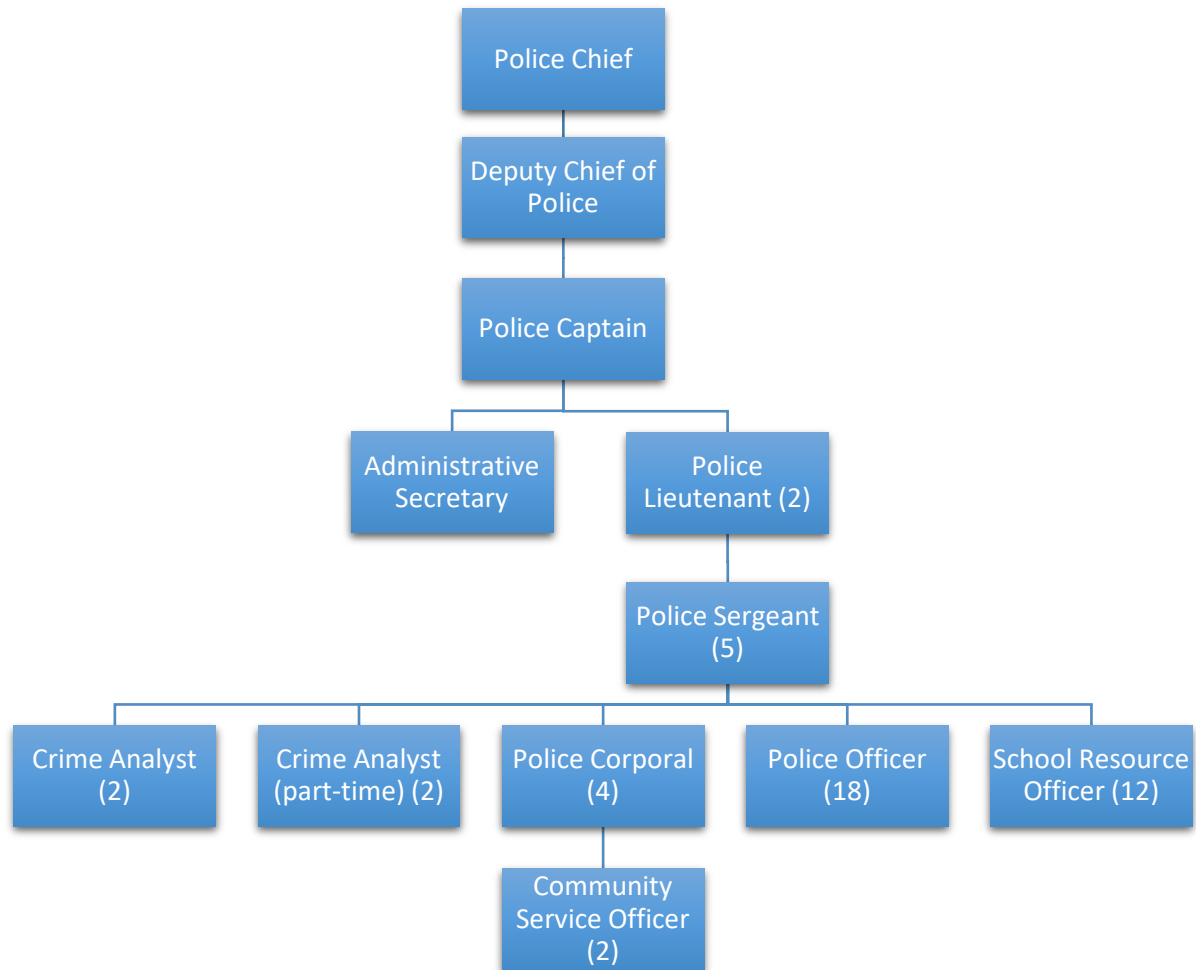 Police Chief
Deputy Chief of
Police
Police Captain
Administrative
Secretary
Police
Lieutenant (2)
Police Sergeant
(5)
Crime Analyst
(2)
Crime Analyst
(part-time) (2)
Police Corporal
(4)
Police Officer
(18)
School Resource
Officer (12)
Community
Service Officer
(2)